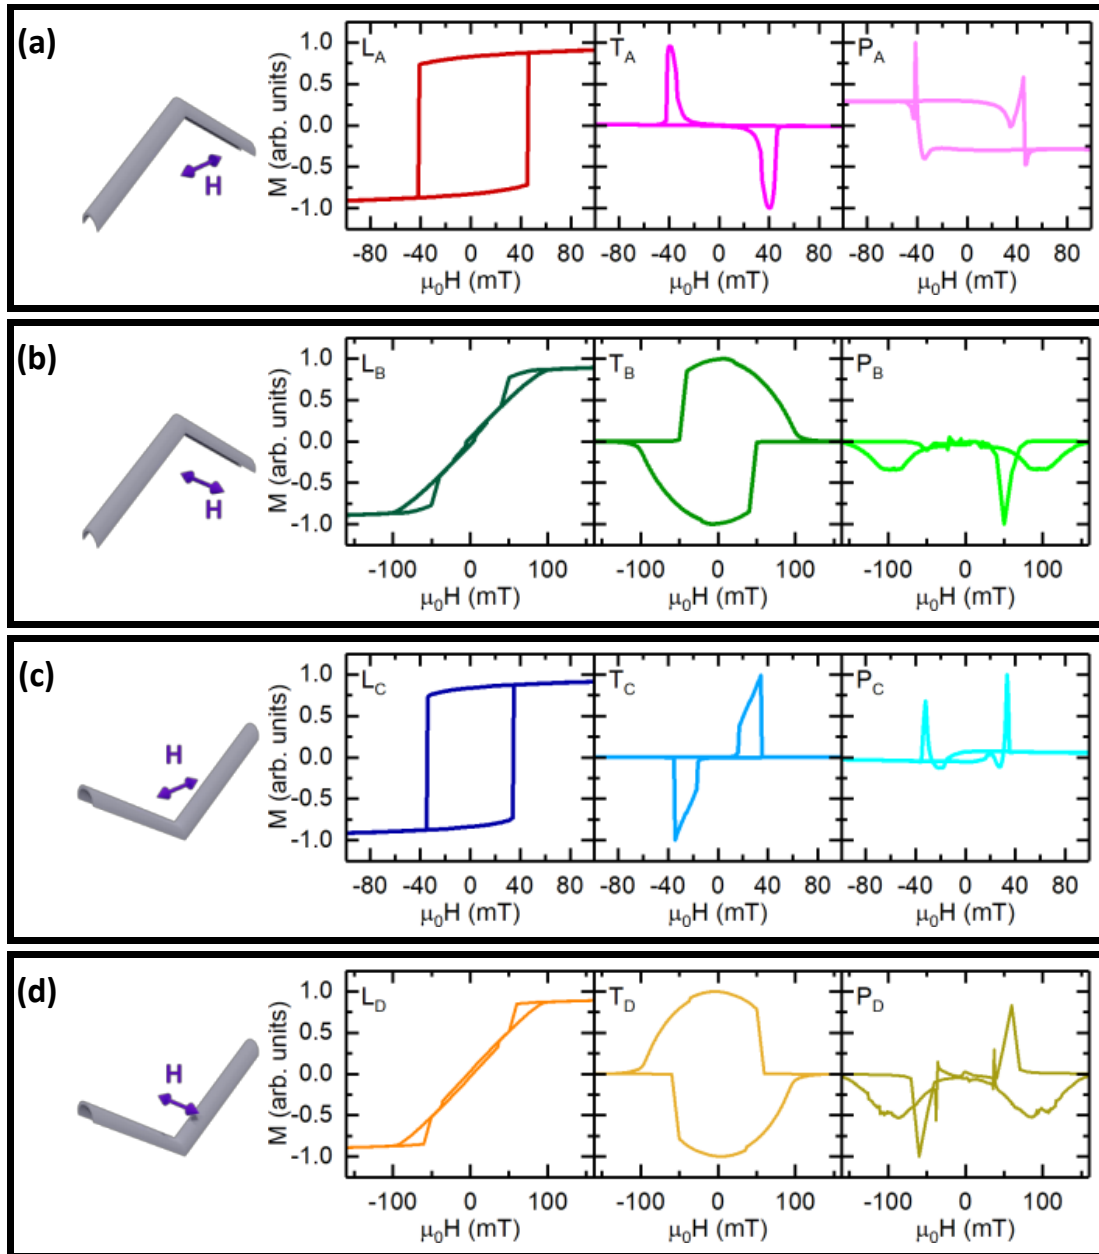 (a)
H
M (arb. units)
1.0
0.5
0.0
-0.5
-1.0
L_A
T_A
P_A
-80 -40 0 40 80
-80 -40 0 40 80
-80 -40 0 40 80
μ₀H (mT)
μ₀H (mT)
μ₀H (mT)
(b)
H
M (arb. units)
1.0
0.5
0.0
-0.5
-1.0
L_B
T_B
P_B
-100 0 100
-100 0 100
-100 0 100
μ₀H (mT)
μ₀H (mT)
μ₀H (mT)
(c)
H
M (arb. units)
1.0
0.5
0.0
-0.5
-1.0
L_C
T_C
P_C
-80 -40 0 40 80
-80 -40 0 40 80
-80 -40 0 40 80
μ₀H (mT)
μ₀H (mT)
μ₀H (mT)
(d)
H
M (arb. units)
1.0
0.5
0.0
-0.5
-1.0
L_D
T_D
P_D
-100 0 100
-100 0 100
-100 0 100
μ₀H (mT)
μ₀H (mT)
μ₀H (mT)